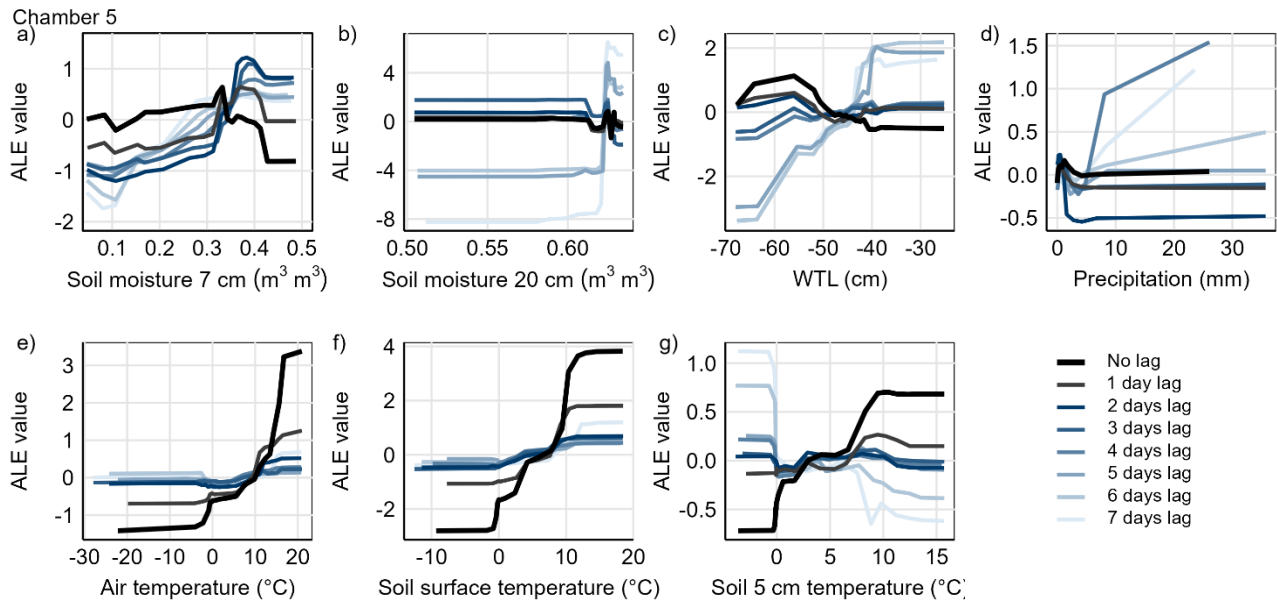 Chamber 5
a)
ALE value
1
0
-1
-2
0.1 0.2 0.3 0.4 0.5
Soil moisture 7 cm (m³ m³)
b)
ALE value
4
0
-4
-8
0.50 0.55 0.60
Soil moisture 20 cm (m³ m³)
c)
ALE value
2
0
-2
-70 -60 -50 -40 -30
WTL (cm)
d)
ALE value
1.5
1.0
0.5
0.0
-0.5
0 10 20 30
Precipitation (mm)
e)
ALE value
3
2
1
0
-1
-30 -20 -10 0 10 20
Air temperature (°C)
f)
ALE value
4
2
0
-2
-10 0 10 20
Soil surface temperature (°C)
g)
ALE value
1.0
0.5
0.0
-0.5
0 5 10 15
Soil 5 cm temperature (°C)
No lag
1 day lag
2 days lag
3 days lag
4 days lag
5 days lag
6 days lag
7 days lag